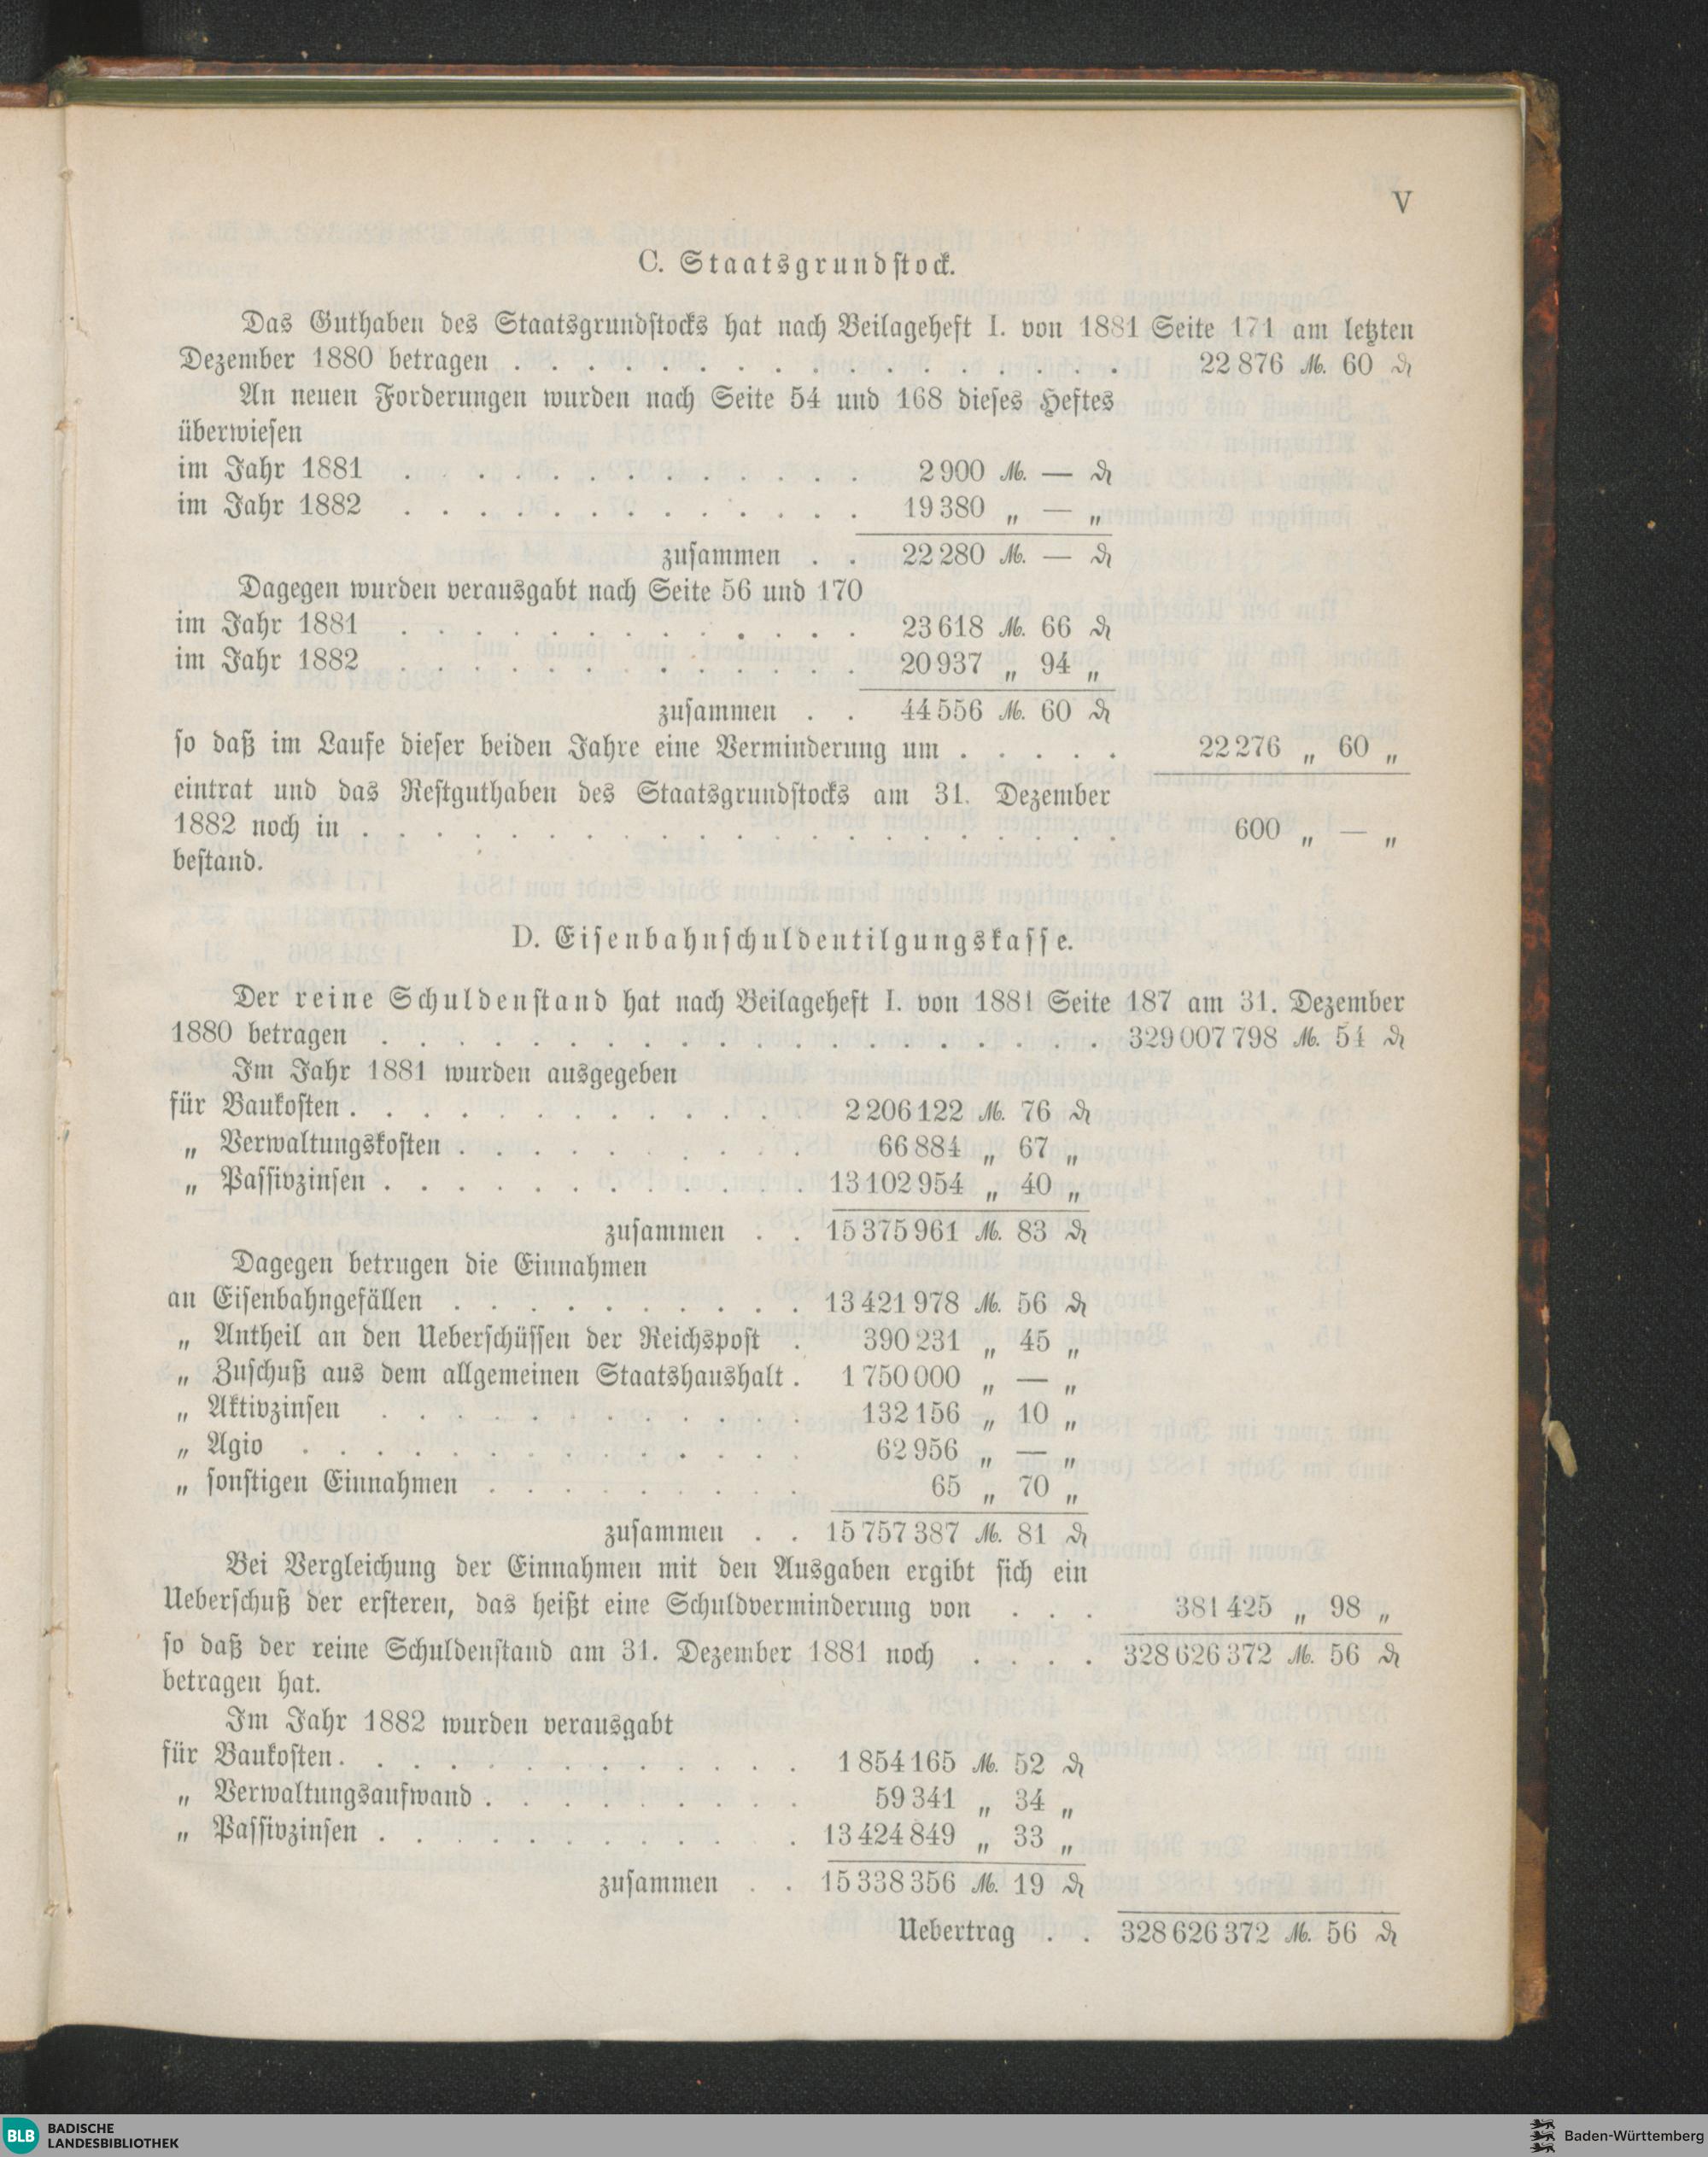 V
C. Staatsgrundstock.
Das Guthaben des Staatsgrundstocks hat nach Beilageheft I. von 1881 Seite 171 am letzten
Dezember 1880 betragen . . . . . . . . . . . . . . . . . 22 876 ℳ. 60 ₰
An neuen Forderungen wurden nach Seite 54 und 168 dieses Heftes
überwiesen
im Jahr 1881 . . . . . . . . . . . . . 2 900 ℳ. — ₰
im Jahr 1882 . . . . . . . . . . . . . 19 380 „ — „
zusammen . . 22 280 ℳ. — ₰
Dagegen wurden verausgabt nach Seite 56 und 170
im Jahr 1881 . . . . . . . . . . . . . 23 618 ℳ. 66 ₰
im Jahr 1882 . . . . . . . . . . . . . 20 937 „ 94 „
zusammen . . 44 556 ℳ. 60 ₰
so daß im Laufe dieser beiden Jahre eine Verminderung um . . . . . 22 276 „ 60 „
eintrat und das Restguthaben des Staatsgrundstocks am 31. Dezember
1882 noch in . . . . . . . . . . . . . . . . . . . . . 600 „ — „
bestand.
D. Eisenbahnschuldentilgungskasse.
Der reine Schuldenstand hat nach Beilageheft I. von 1881 Seite 187 am 31. Dezember
1880 betragen . . . . . . . . . . . . . . . . . . . . 329 007 798 ℳ. 54 ₰
Im Jahr 1881 wurden ausgegeben
für Baukosten . . . . . . . . . . . . 2 206 122 ℳ. 76 ₰
„ Verwaltungskosten . . . . . . . . . . 66 884 „ 67 „
„ Passivzinsen . . . . . . . . . . . . 13 102 954 „ 40 „
zusammen . . 15 375 961 ℳ. 83 ₰
Dagegen betrugen die Einnahmen
an Eisenbahngefällen . . . . . . . . . . 13 421 978 ℳ. 56 ₰
„ Antheil an den Ueberschüssen der Reichspost . 390 231 „ 45 „
„ Zuschuß aus dem allgemeinen Staatshaushalt . 1 750 000 „ — „
„ Aktivzinsen . . . . . . . . . . . . 132 156 „ 10 „
„ Agio . . . . . . . . . . . . . . 62 956 „ — „
„ sonstigen Einnahmen . . . . . . . . . 65 „ 70 „
zusammen . . 15 757 387 ℳ. 81 ₰
Bei Vergleichung der Einnahmen mit den Ausgaben ergibt sich ein
Ueberschuß der ersteren, das heißt eine Schuldverminderung von . . . 381 425 „ 98 „
so daß der reine Schuldenstand am 31. Dezember 1881 noch . . . . 328 626 372 ℳ. 56 ₰
betragen hat.
Im Jahr 1882 wurden verausgabt
für Baukosten . . . . . . . . . . . . . 1 854 165 ℳ. 52 ₰
„ Verwaltungsaufwand . . . . . . . . . 59 341 „ 34 „
„ Passivzinsen . . . . . . . . . . . . 13 424 849 „ 33 „
zusammen . . 15 338 356 ℳ. 19 ₰
Uebertrag . . 328 626 372 ℳ. 56 ₰
BLB BADISCHE
LANDESBIBLIOTHEK
Baden-Württemberg